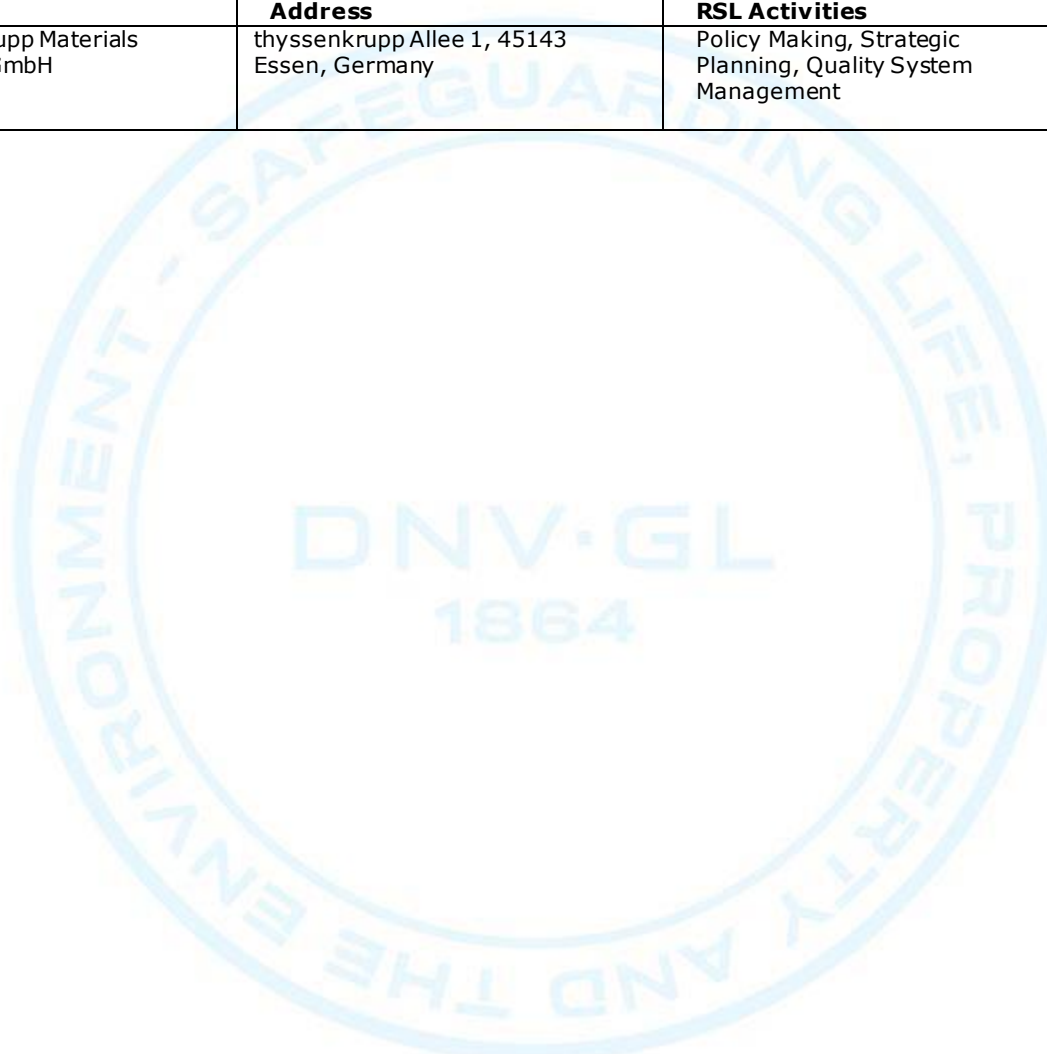 Address RSL Activities
upp Materials thyssenkrupp Allee 1, 45143 Policy Making, Strategic
GmbH Essen, Germany Planning, Quality System
Management
SAFEGUARDING LIFE, PROPERTY AND THE ENVIRONMENT -
DNV·GL
1864